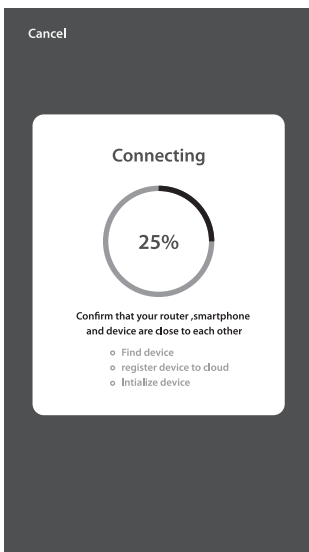 Cancel
Connecting
25%
Confirm that your router ,smartphone
and device are close to each other
Find device
register device to cloud
Intialize device